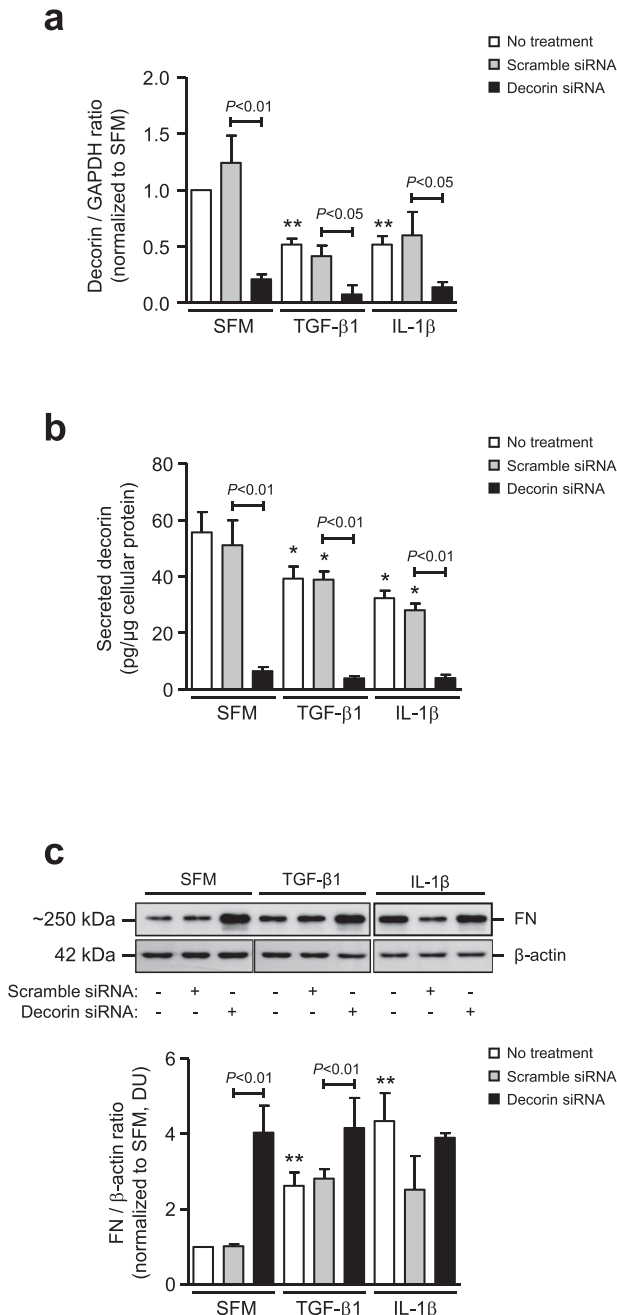 a
No treatment
Scramble siRNA
Decorin siRNA
Decorin / GAPDH ratio
(normalized to SFM)
2.0
1.5
1.0
0.5
0.0
P<0.01
**
P<0.05
**
P<0.05
SFM TGF-β1 IL-1β
b
No treatment
Scramble siRNA
Decorin siRNA
Secreted decorin
(pg/µg cellular protein)
80
60
40
20
0
P<0.01
* *
P<0.01
* *
P<0.01
SFM TGF-β1 IL-1β
c
SFM TGF-β1 IL-1β
~250 kDa FN
42 kDa β-actin
Scramble siRNA: - + - - + - - + -
Decorin siRNA: - - + - - + - - +
No treatment
Scramble siRNA
Decorin siRNA
FN / β-actin ratio
(normalized to SFM, DU)
6
4
2
0
P<0.01
**
P<0.01
**
SFM TGF-β1 IL-1β